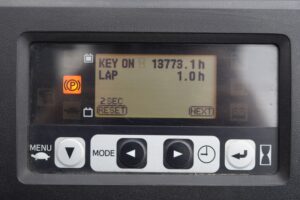 KEY ON 13773.1h
LAP 1.0h
2SEC
RESET NEXT
P
MENU MODE